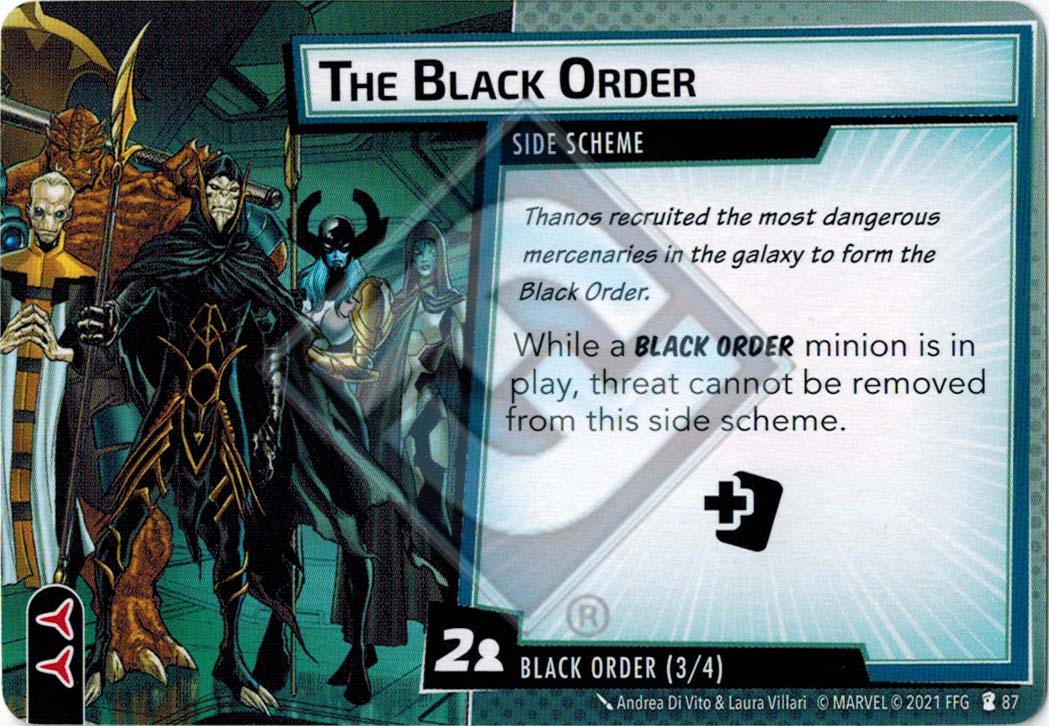 THE BLACK ORDER
SIDE SCHEME
Thanos recruited the most dangerous
mercenaries in the galaxy to form the
Black Order.
While a BLACK ORDER minion is in
play, threat cannot be removed
from this side scheme.
®
2
BLACK ORDER (3/4)
Andrea Di Vito & Laura Villari © MARVEL © 2021 FFG 87